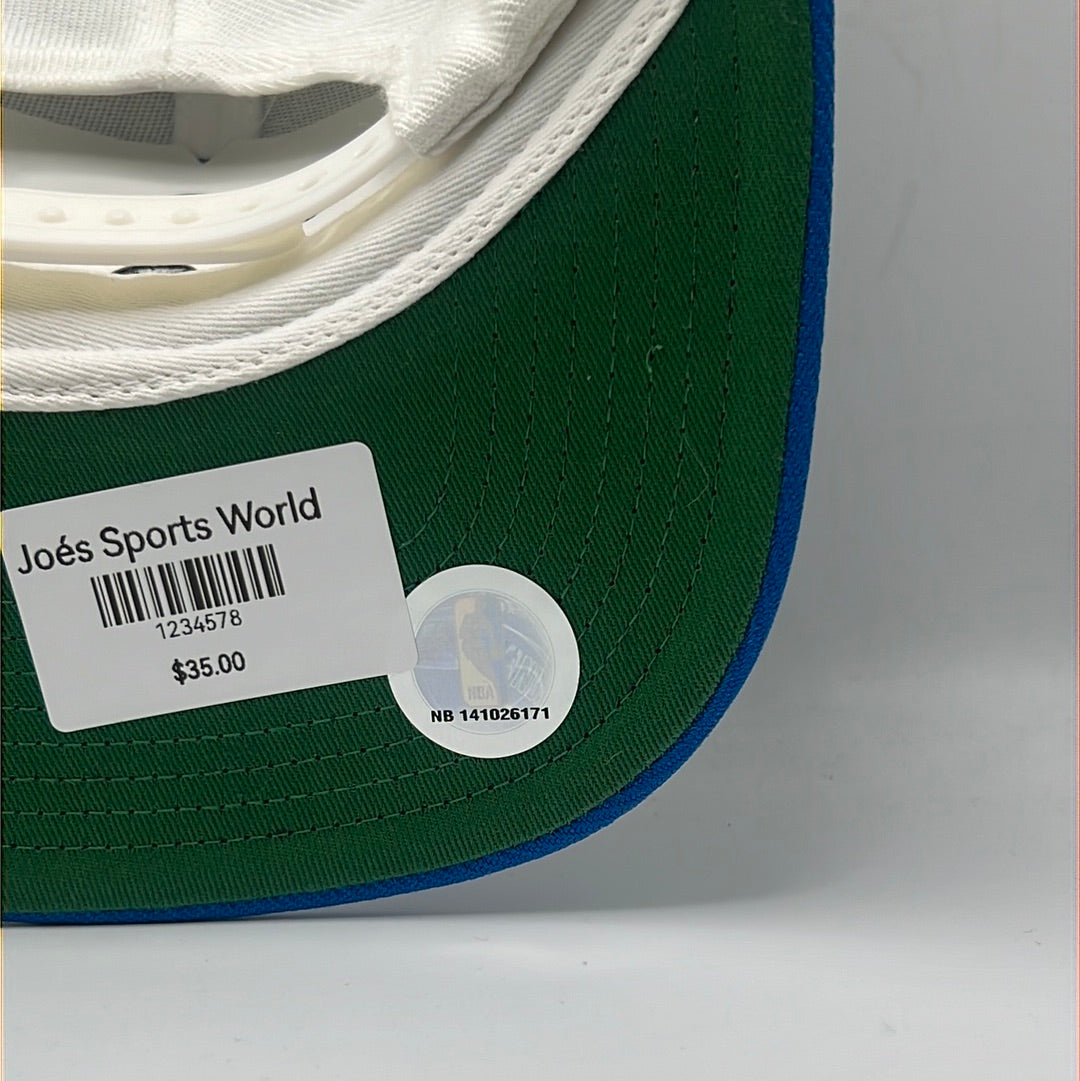 Joés Sports World
1234578
$35.00
NBA
NB 141026171